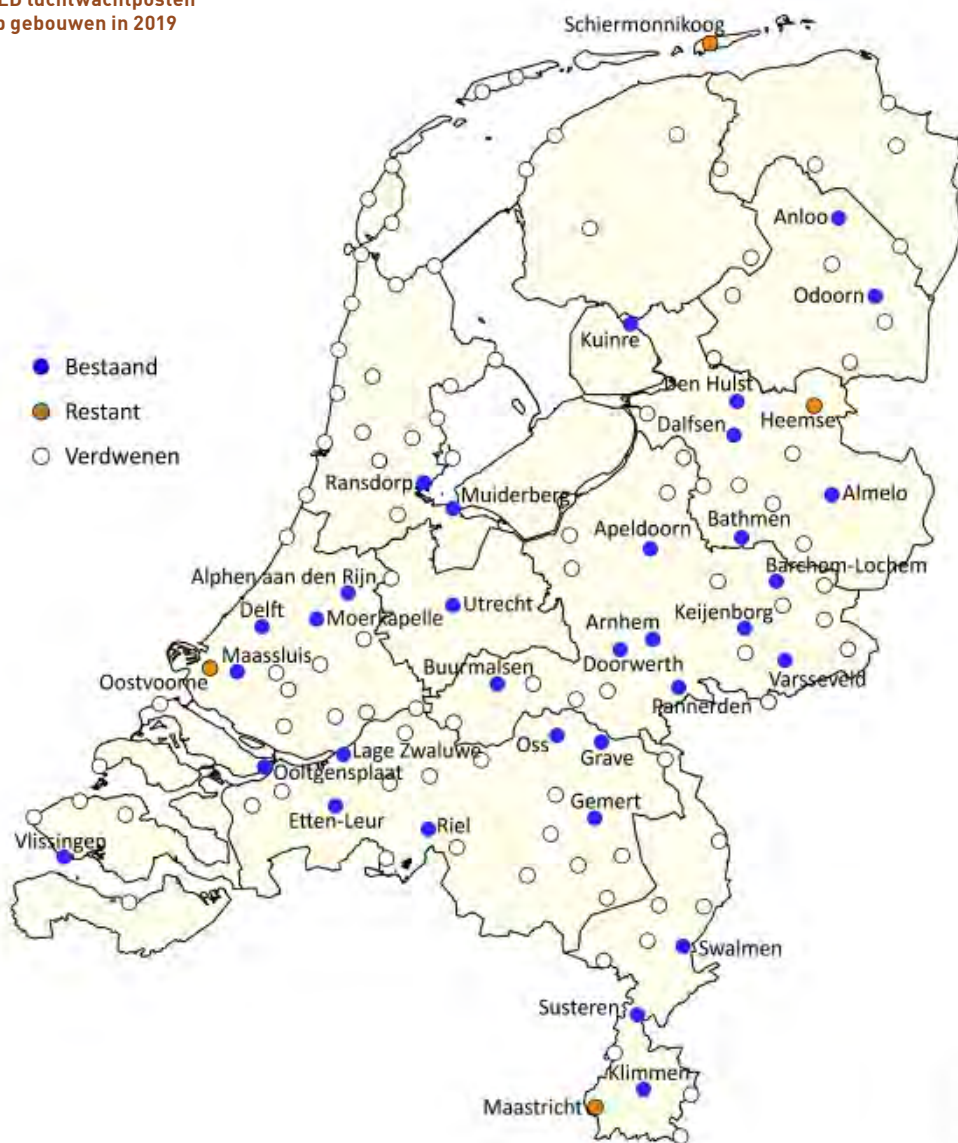 luchtwachtposten
gebouwen in 2019
Schiermonnikoog
Anloo
Odoorn
Kuinre
Bestaand
Restant
Verdwenen
Den Hulst
Heemse
Dalfsen
Ransdorp
Muiderberg
Almelo
Apeldoorn
Bathmen
Barchom-Lochem
Alphen aan den Rijn
Delft
Moerkapelle
Utrecht
Keijenborg
Arnhem
Maassluis
Buurmalsen
Doorwerth
Varsseveld
Oostvoorne
Pannerden
Oss
Grave
Lage Zwaluwe
Ooltgensplaat
Etten-Leur
Gemert
Riel
Vlissingen
Swalmen
Susteren
Klimmen
Maastricht